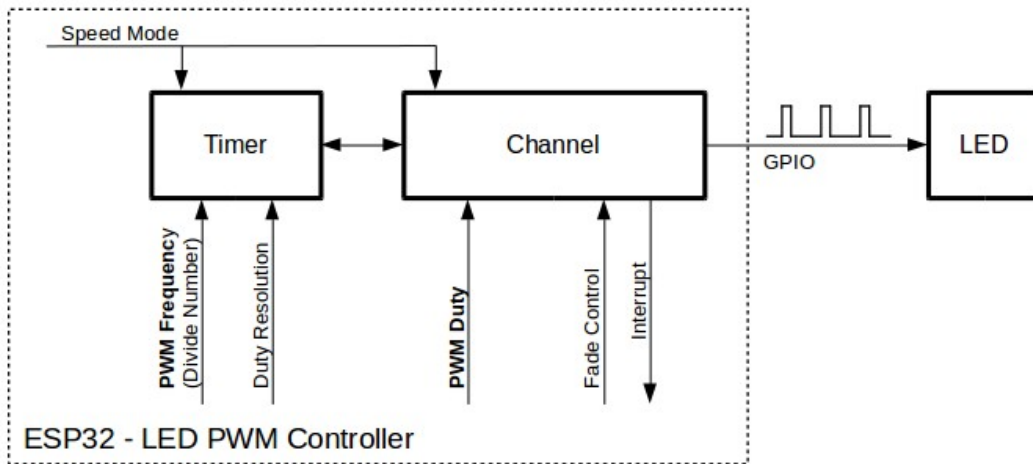 Speed Mode
Timer
Channel
GPIO
LED
PWM Frequency
(Divide Number)
Duty Resolution
PWM Duty
Fade Control
Interrupt
ESP32 - LED PWM Controller